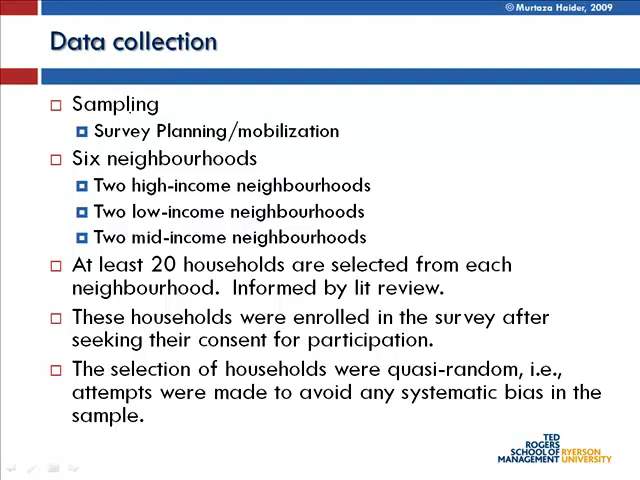 © Murtaza Haider, 2009
Data collection
Sampling
Survey Planning/mobilization
Six neighbourhoods
Two high-income neighbourhoods
Two low-income neighbourhoods
Two mid-income neighbourhoods
At least 20 households are selected from each
neighbourhood. Informed by lit review.
These households were enrolled in the survey after
seeking their consent for participation.
The selection of households were quasi-random, i.e.,
attempts were made to avoid any systematic bias in the
sample.
TED
ROGERS
SCHOOL OF RYERSON
MANAGEMENT UNIVERSITY